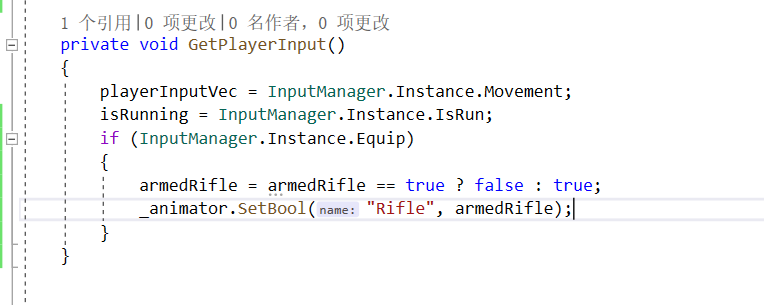 1 个引用|0 项更改|0 名作者，0 项更改
private void GetPlayerInput()
{
playerInputVec = InputManager.Instance.Movement;
isRunning = InputManager.Instance.IsRun;
if (InputManager.Instance.Equip)
{
armedRifle = armedRifle == true ? false : true;
_animator.SetBool(name: "Rifle", armedRifle);
}
}